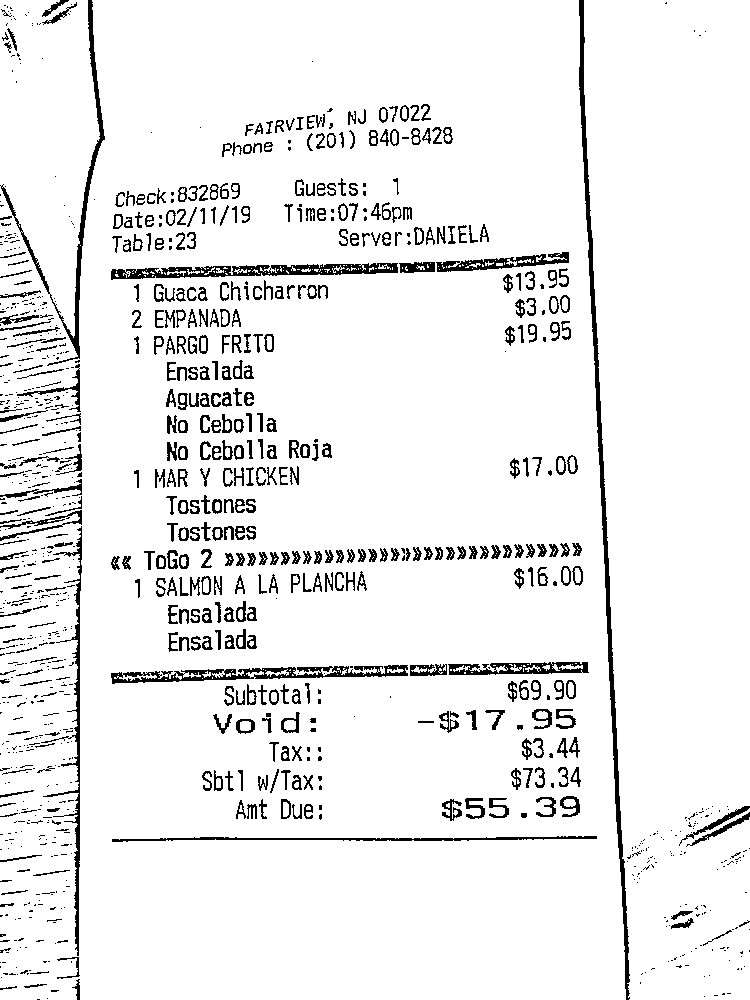 FAIRVIEW, NJ 07022
Phone : (201) 840-8428
Check:832869 Guests: 1
Date:02/11/19 Time:07:46pm
Table:23 Server:DANIELA
1 Guaca Chicharron $13.95
2 EMPANADA $3.00
1 PARGO FRITO $19.95
Ensalada
Aguacate
No Cebolla
No Cebolla Roja
1 MAR Y CHICKEN $17.00
Tostones
Tostones
«« ToGo 2 »»»»»»»»»»»»»»»»»»»»»»»»»»»»»»»»
1 SALMON A LA PLANCHA $16.00
Ensalada
Ensalada
Subtotal: $69.90
Void: -$17.95
Tax:: $3.44
Sbtl w/Tax: $73.34
Amt Due: $55.39